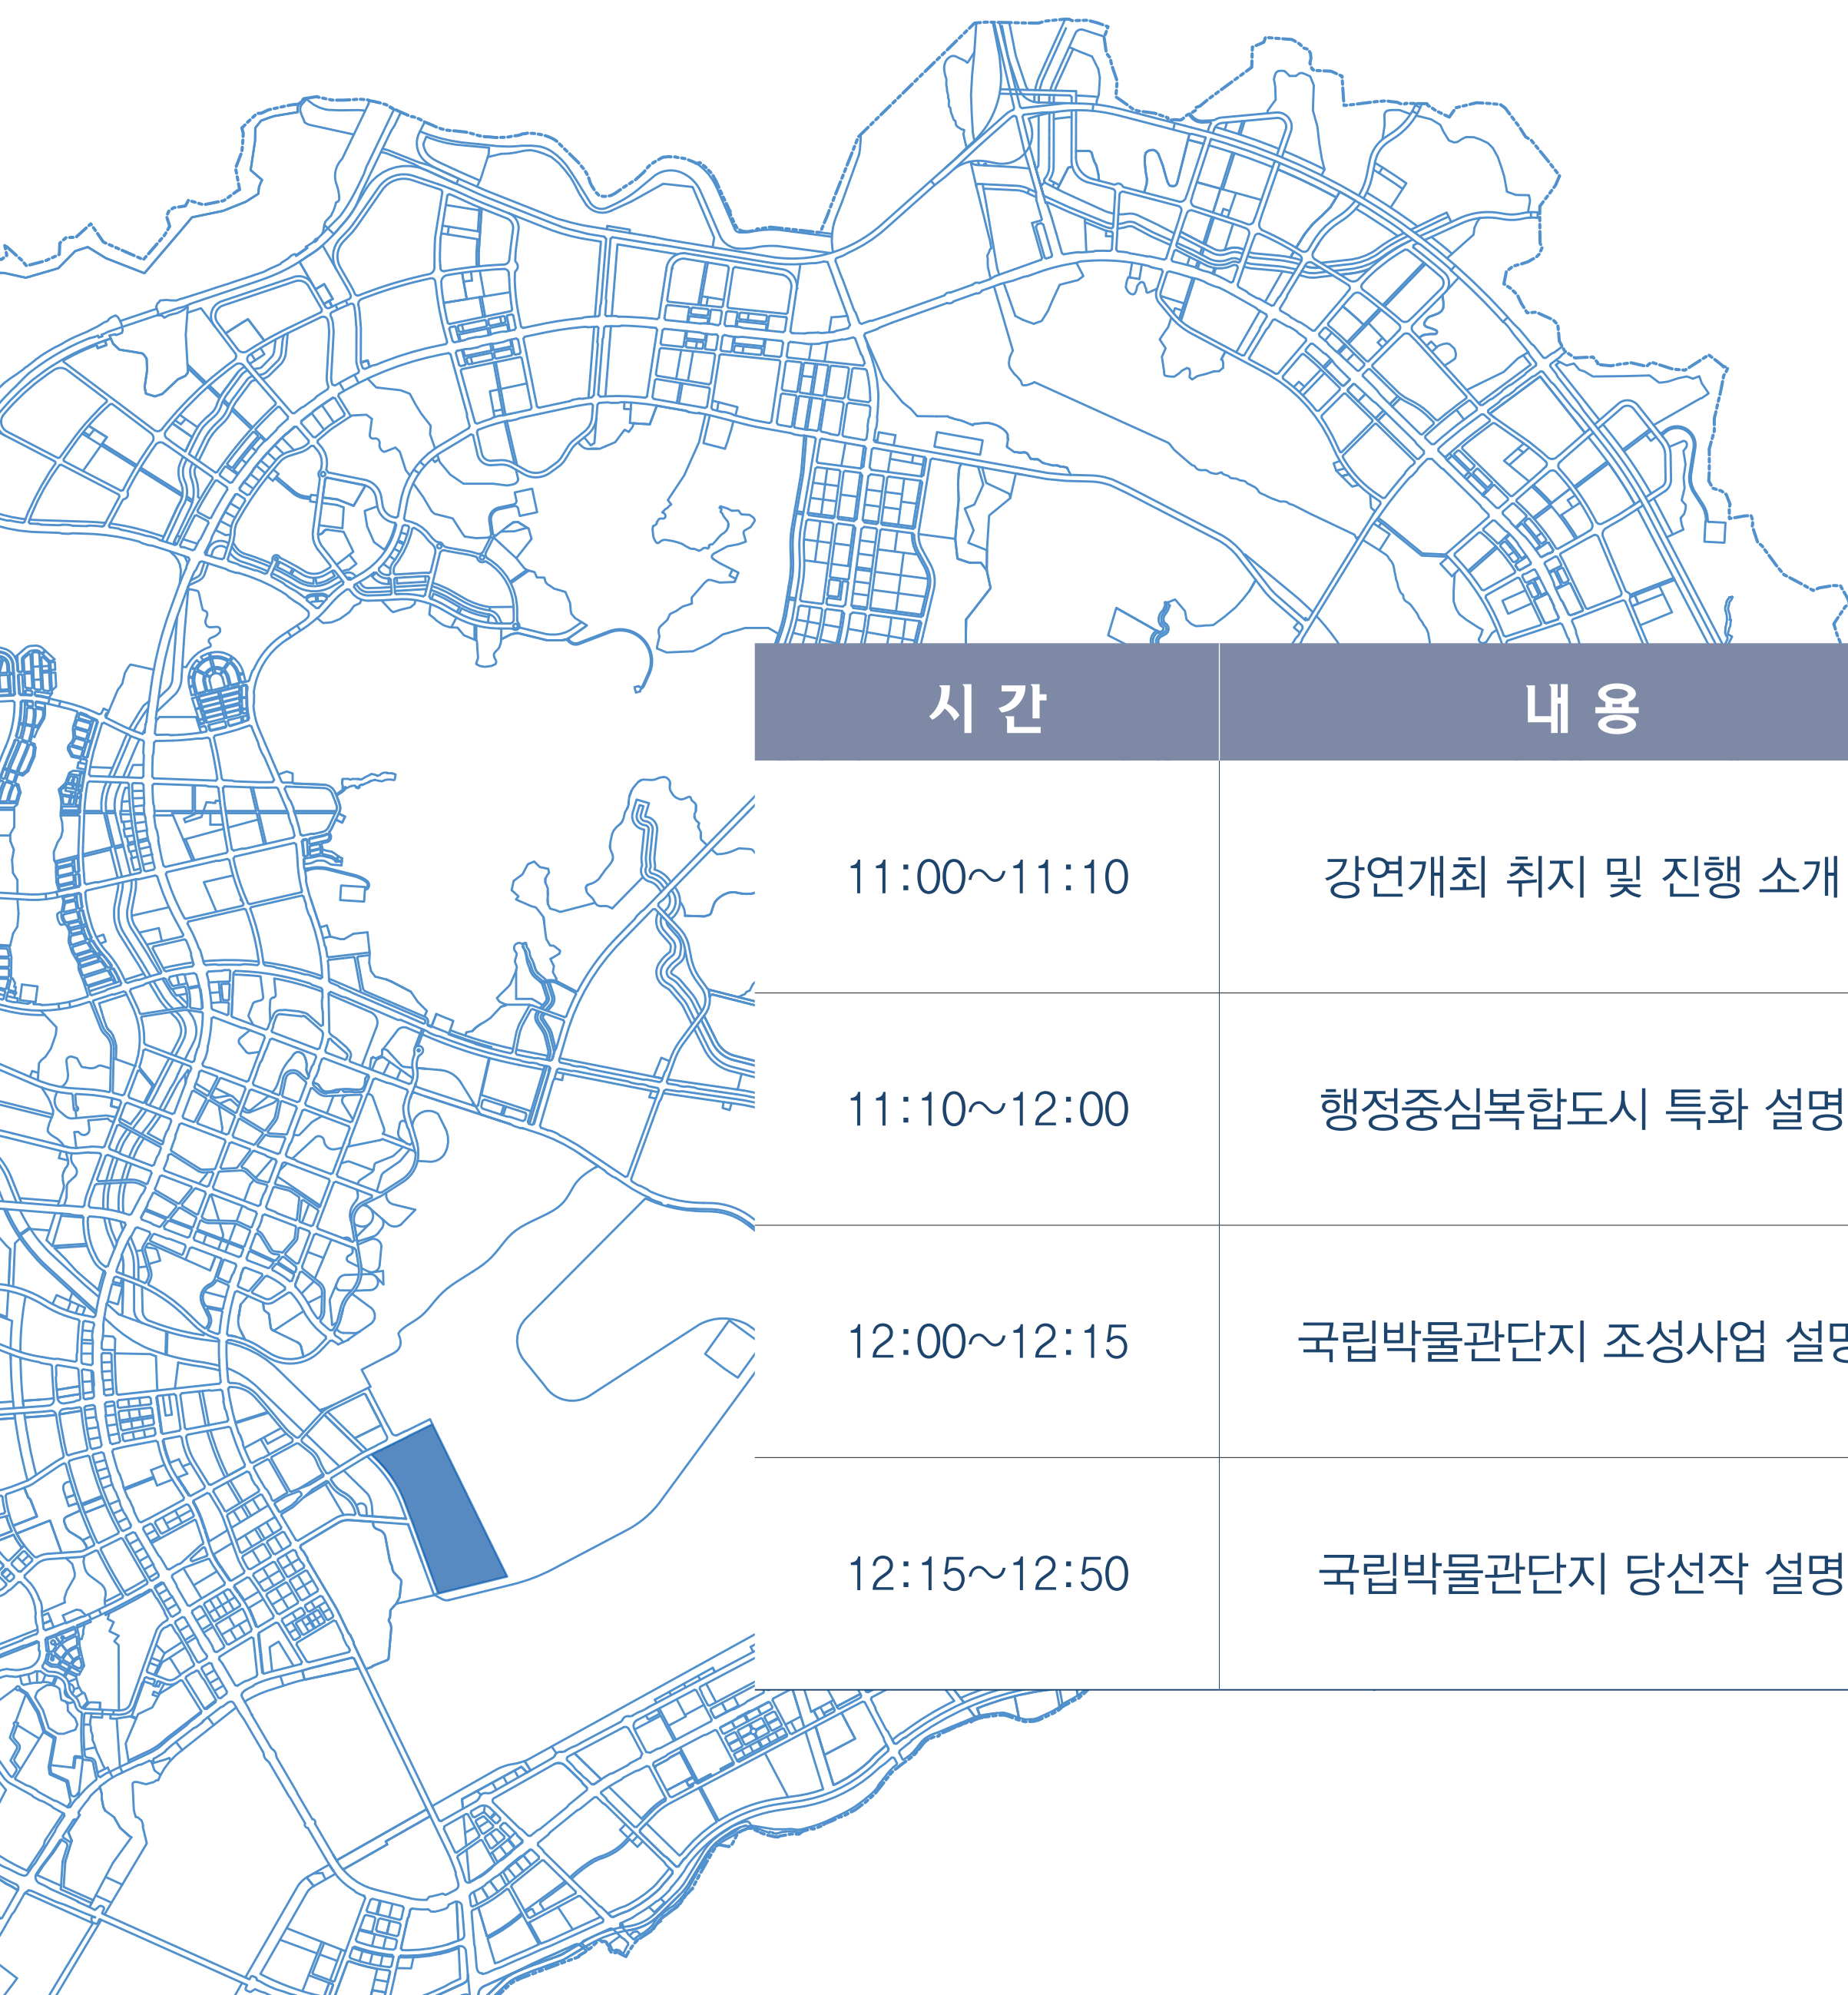 시 간 내 용
11:00~11:10 강연개최 취지 및 진행 소개
11:10~12:00 행정중심복합도시 특화 설명
12:00~12:15 국립박물관단지 조성사업 설명
12:15~12:50 국립박물관단지 당선작 설명